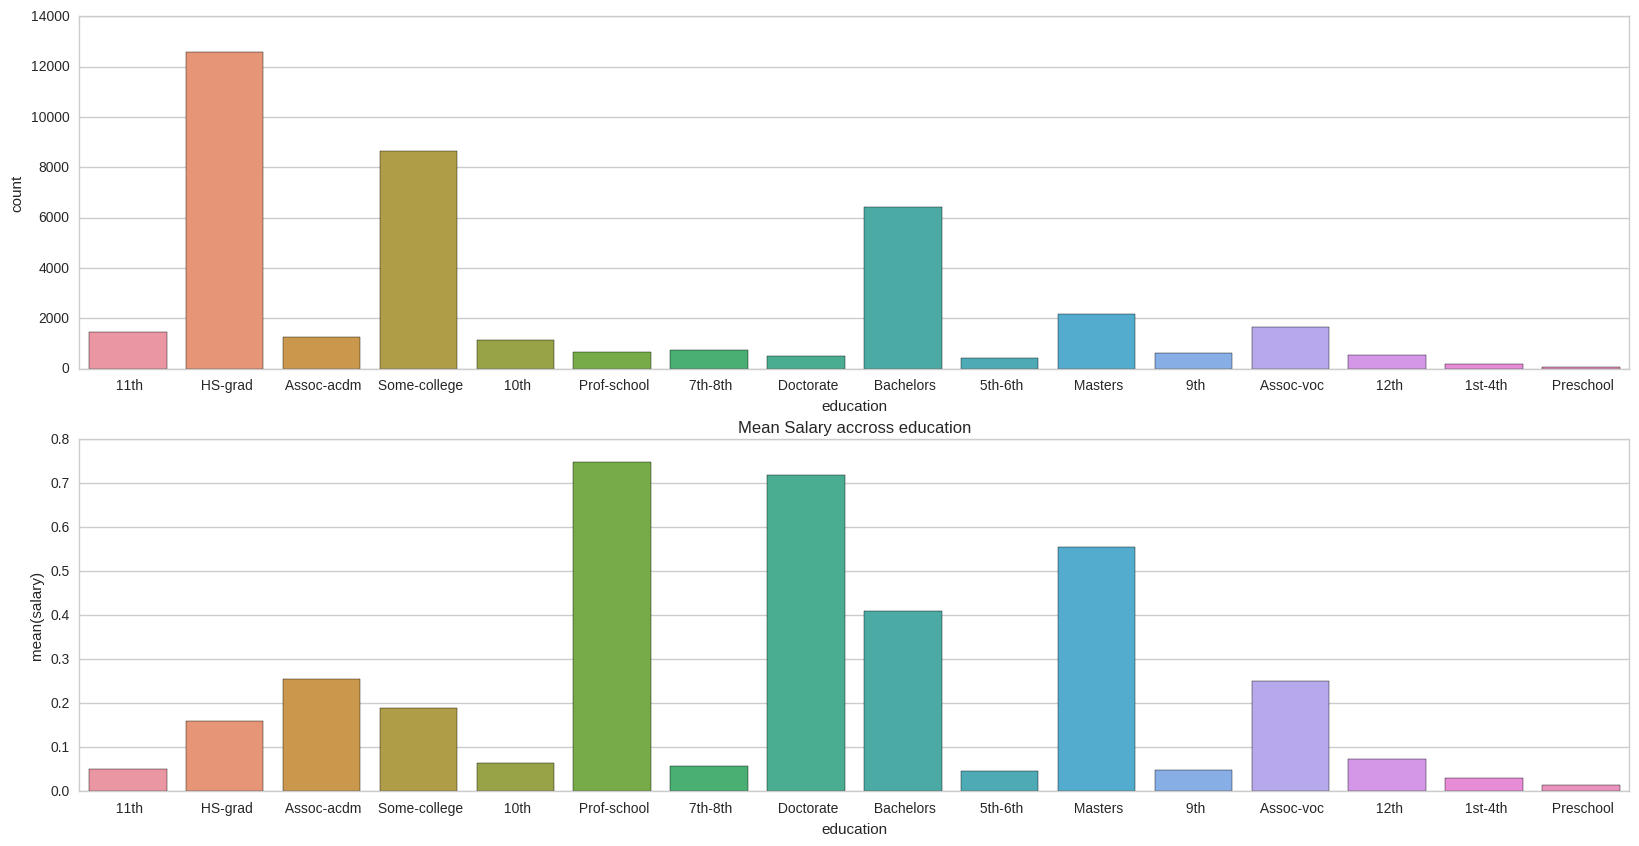 14000
12000
10000
8000
6000
4000
2000
0
count
11th HS-grad Assoc-acdm Some-college 10th Prof-school 7th-8th Doctorate Bachelors 5th-6th Masters 9th Assoc-voc 12th 1st-4th Preschool
education
Mean Salary accross education
0.8
0.7
0.6
0.5
0.4
0.3
0.2
0.1
0.0
mean(salary)
11th HS-grad Assoc-acdm Some-college 10th Prof-school 7th-8th Doctorate Bachelors 5th-6th Masters 9th Assoc-voc 12th 1st-4th Preschool
education